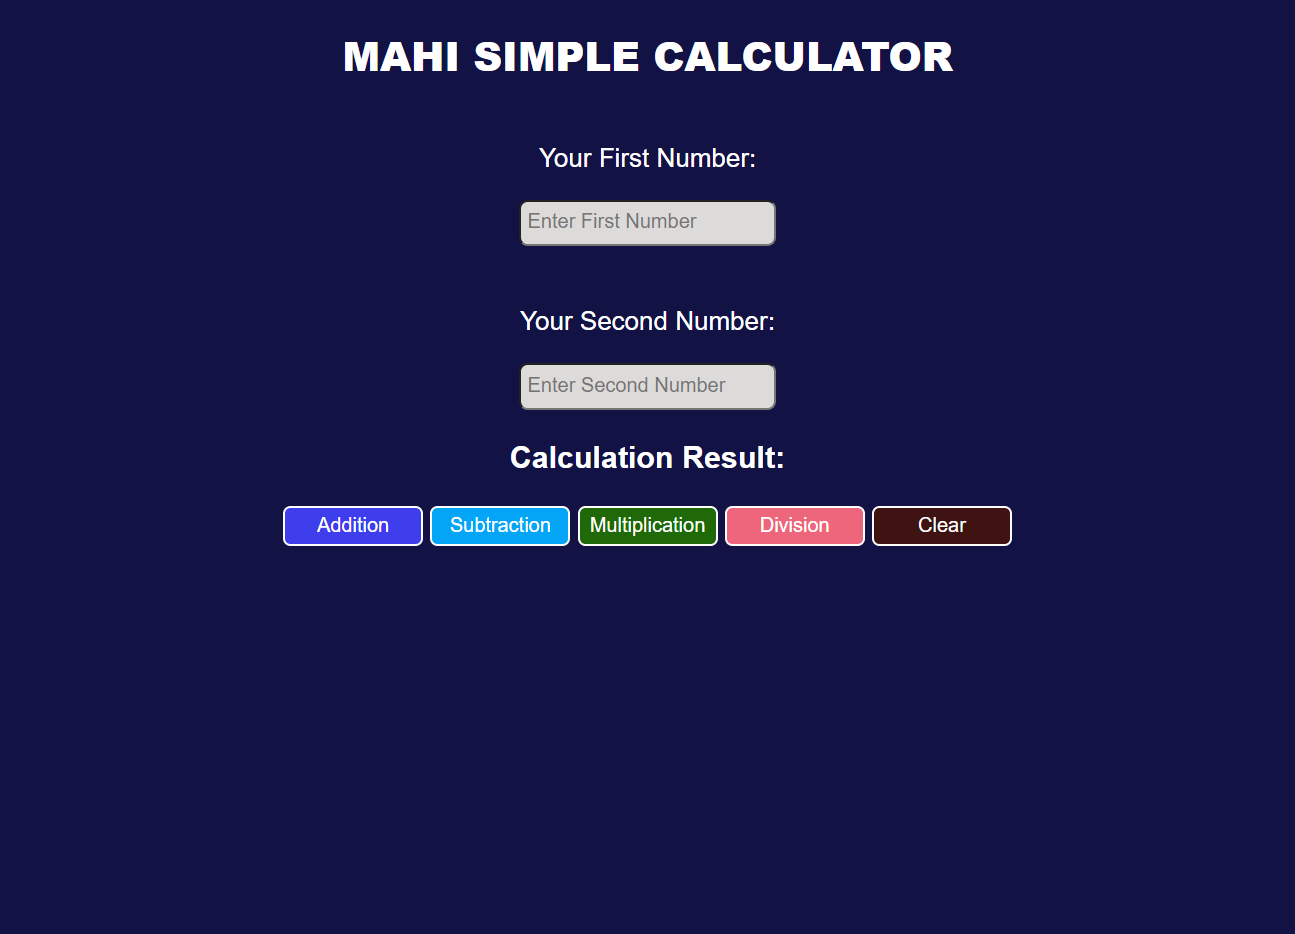 MAHI SIMPLE CALCULATOR
Your First Number:
Enter First Number
Your Second Number:
Enter Second Number
Calculation Result:
Addition Subtraction Multiplication Division Clear